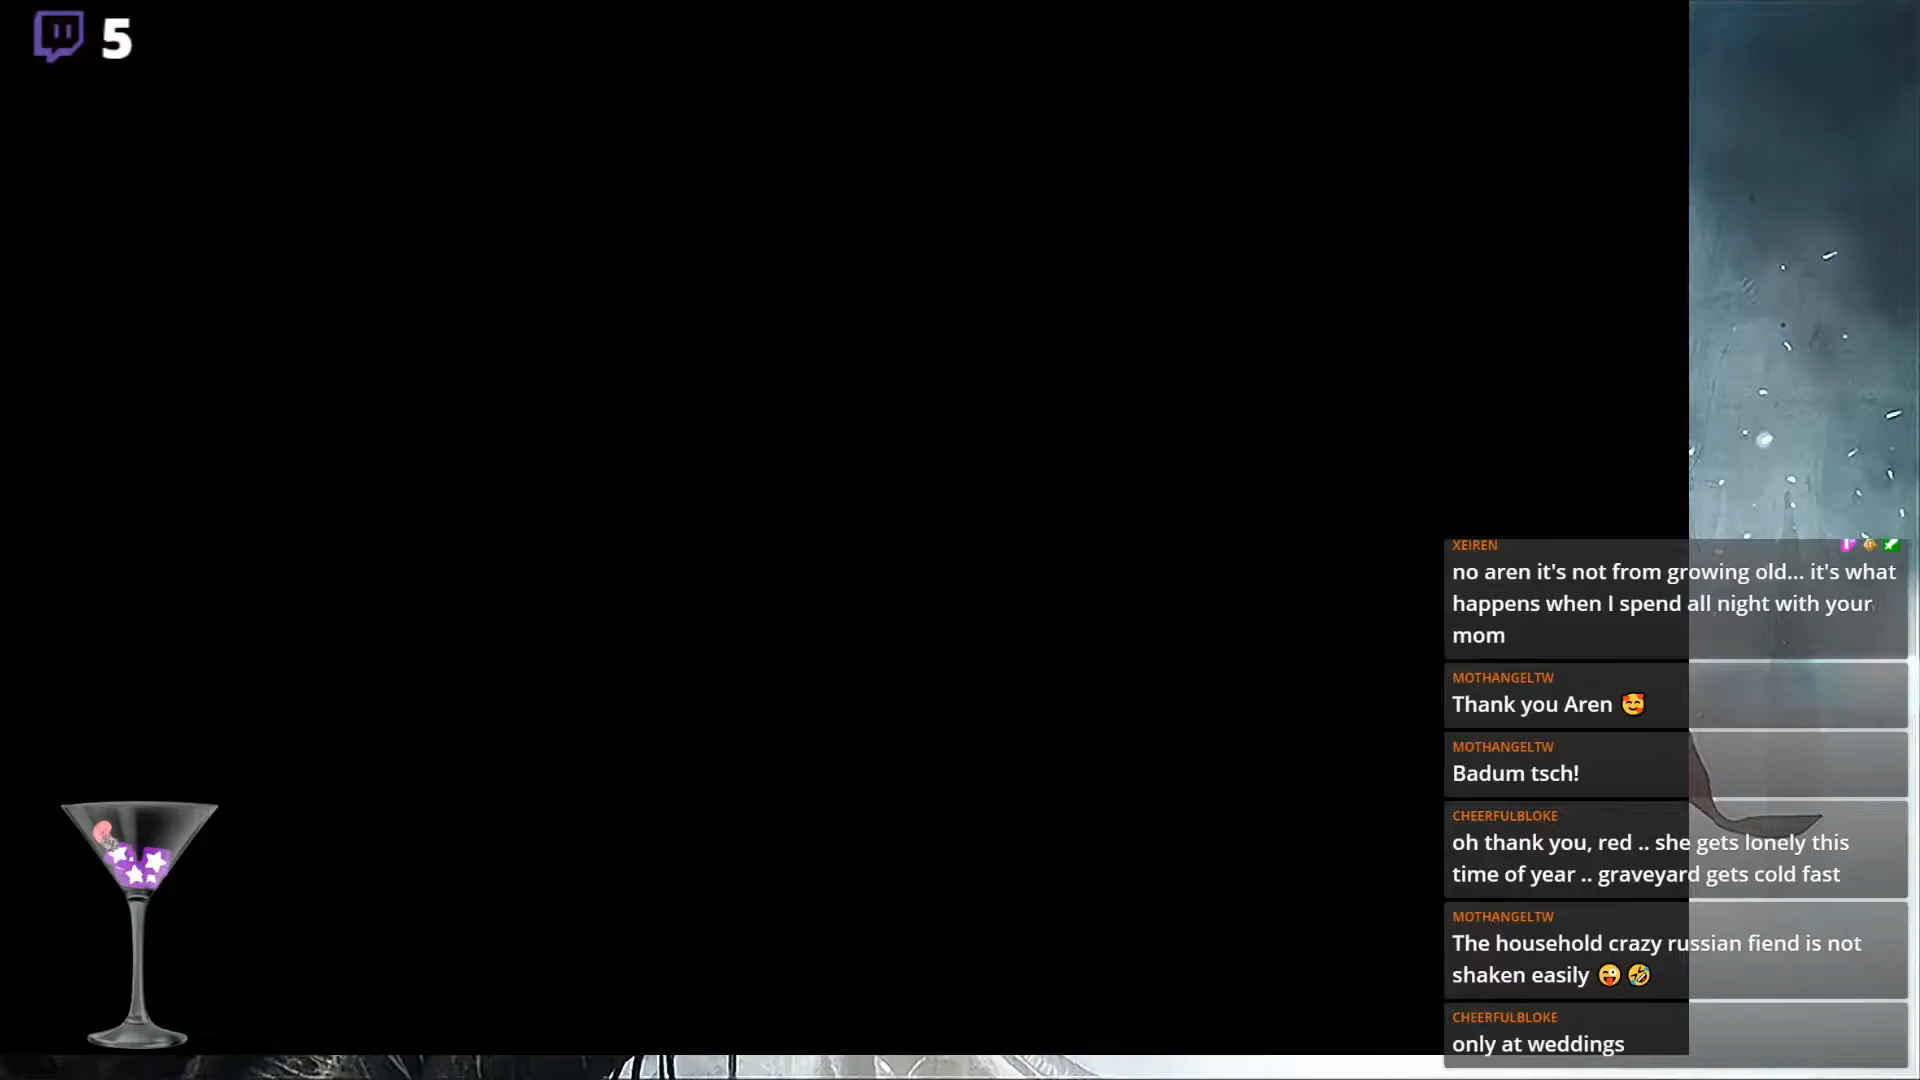 5
XEIREN
no aren it's not from growing old... it's what
happens when I spend all night with your
mom
MOTHANGELTW
Thank you Aren 🥰
MOTHANGELTW
Badum tsch!
CHEERFULBLOKE
oh thank you, red .. she gets lonely this
time of year .. graveyard gets cold fast
MOTHANGELTW
The household crazy russian fiend is not
shaken easily 😜 🤣
CHEERFULBLOKE
only at weddings